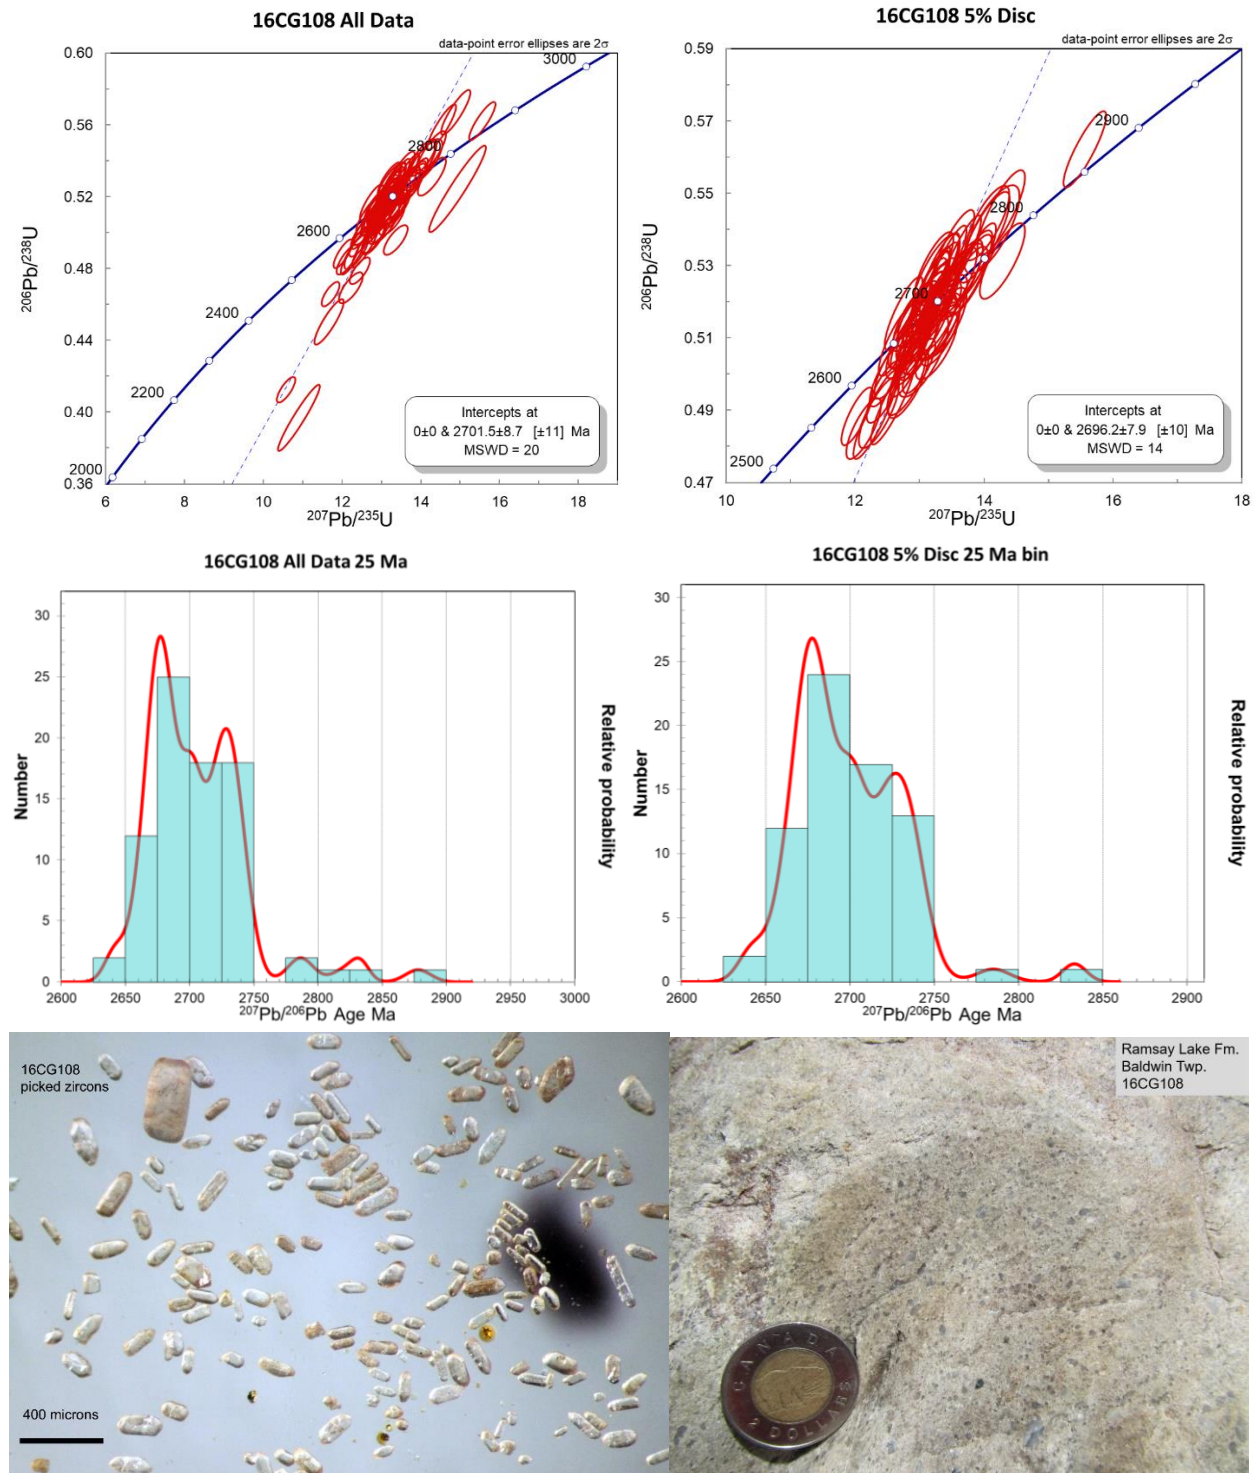 16CG108 All Data
data-point error ellipses are 2σ
0.60
0.56
0.52
0.48
0.44
0.40
0.36
206Pb/238U
3000
2800
2600
2400
2200
2000
Intercepts at
0±0 & 2701.5±8.7 [±11] Ma
MSWD = 20
6 8 10 12 14 16 18
207Pb/235U
16CG108 5% Disc
data-point error ellipses are 2σ
0.59
0.57
0.55
0.53
0.51
0.49
0.47
206Pb/238U
2900
2800
2700
2600
2500
Intercepts at
0±0 & 2696.2±7.9 [±10] Ma
MSWD = 14
10 12 14 16 18
207Pb/235U
16CG108 All Data 25 Ma
30
25
20
15
10
5
0
Number
Relative probability
2600 2650 2700 2750 2800 2850 2900 2950 3000
207Pb/206Pb Age Ma
16CG108 5% Disc 25 Ma bin
30
25
20
15
10
5
0
Number
Relative probability
2600 2650 2700 2750 2800 2850 2900
207Pb/206Pb Age Ma
16CG108
picked zircons
400 microns
Ramsay Lake Fm.
Baldwin Twp.
16CG108
CANADA
2 DOLLARS